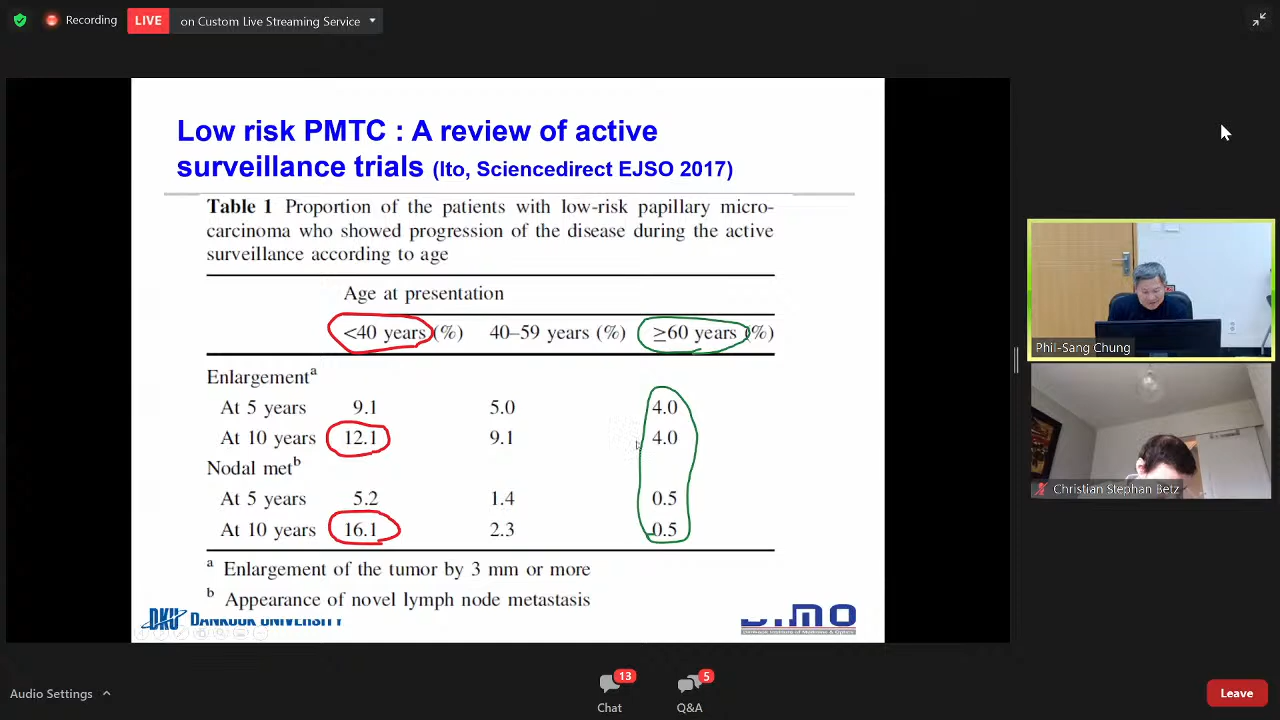 Recording
LIVE
on Custom Live Streaming Service
Low risk PMTC : A review of active
surveillance trials (Ito, Sciencedirect EJSO 2017)
Table 1 Proportion of the patients with low-risk papillary micro-
carcinoma who showed progression of the disease during the active
surveillance according to age
Age at presentation
<40 years (%) 40–59 years (%) ≥60 years (%)
Enlargementᵃ
At 5 years 9.1 5.0 4.0
At 10 years 12.1 9.1 4.0
Nodal metᵇ
At 5 years 5.2 1.4 0.5
At 10 years 16.1 2.3 0.5
ᵃ Enlargement of the tumor by 3 mm or more
ᵇ Appearance of novel lymph node metastasis
DKU DANKOOK UNIVERSITY
Phil-Sang Chung
Christian Stephan Betz
Audio Settings
13
Chat
5
Q&A
Leave